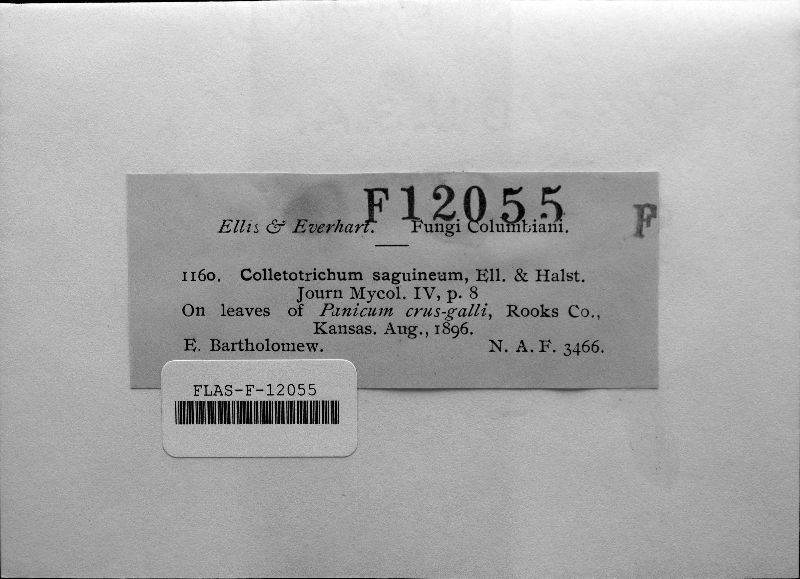 F12055
F
Ellis & Everhart. Fungi Columbiani.
1160. Colletotrichum saguineum, Ell. & Halst.
Journ Mycol. IV, p. 8
On leaves of Panicum crus-galli, Rooks Co.,
Kansas. Aug., 1896.
E. Bartholomew. N. A. F. 3466.
FLAS-F-12055